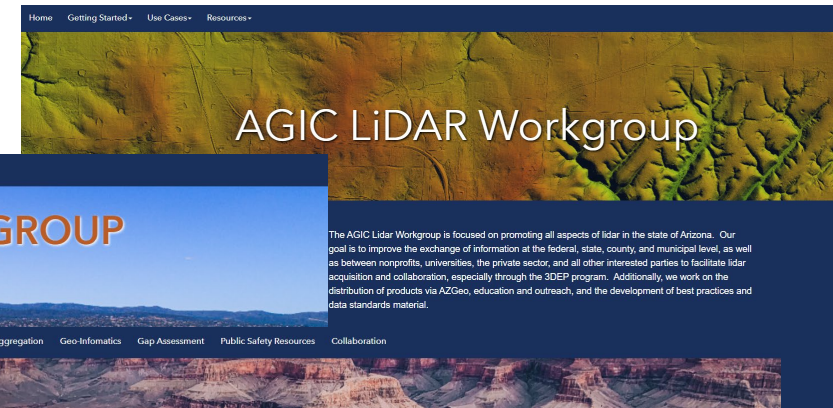 Home Getting Started Use Cases Resources
AGIC LiDAR Workgroup
GROUP
The AGIC Lidar Workgroup is focused on promoting all aspects of lidar in the state of Arizona. Our
goal is to improve the exchange of information at the federal, state, county, and municipal level, as well
as between nonprofits, universities, the private sector, and all other interested parties to facilitate lidar
acquisition and collaboration, especially through the 3DEP program. Additionally, we work on the
distribution of products via AZGeo, education and outreach, and the development of best practices and
data standards material.
ggregation Geo-Infomatics Gap Assessment Public Safety Resources Collaboration